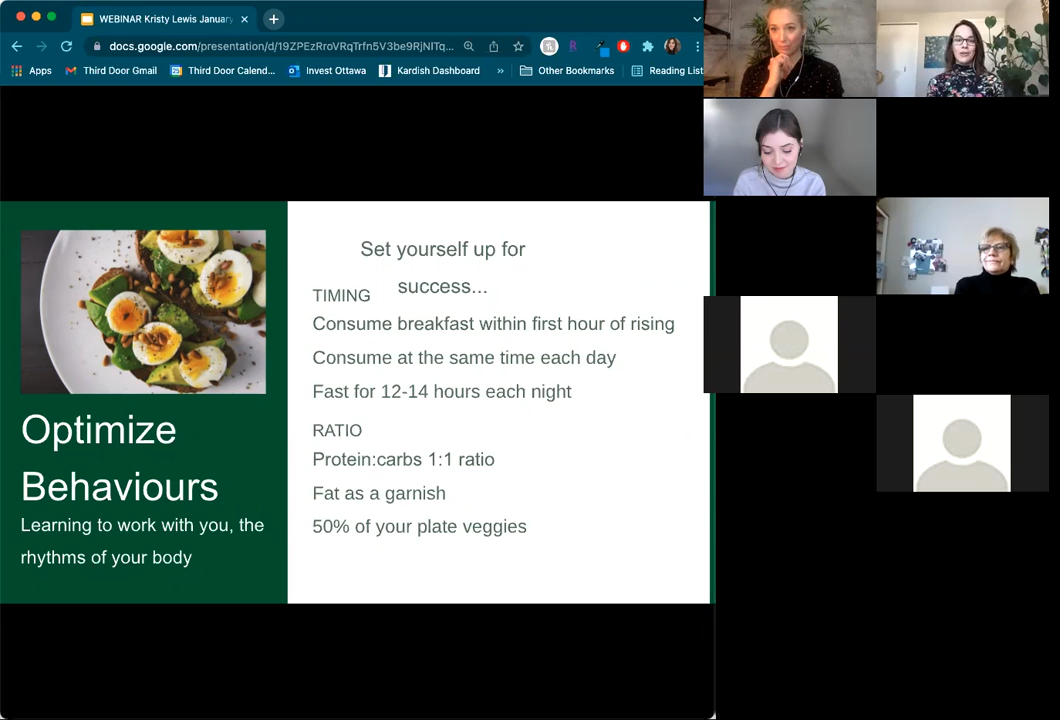 WEBINAR Kristy Lewis January
docs.google.com/presentation/d/19ZPEzRroVRqTrfn5V3be9RjNITq...
Apps
Third Door Gmail
Third Door Calend...
Invest Ottawa
Kardish Dashboard
»
Other Bookmarks
Reading List
Set yourself up for
success...
TIMING
Consume breakfast within first hour of rising
Consume at the same time each day
Fast for 12-14 hours each night
RATIO
Protein:carbs 1:1 ratio
Fat as a garnish
50% of your plate veggies
Optimize
Behaviours
Learning to work with you, the
rhythms of your body